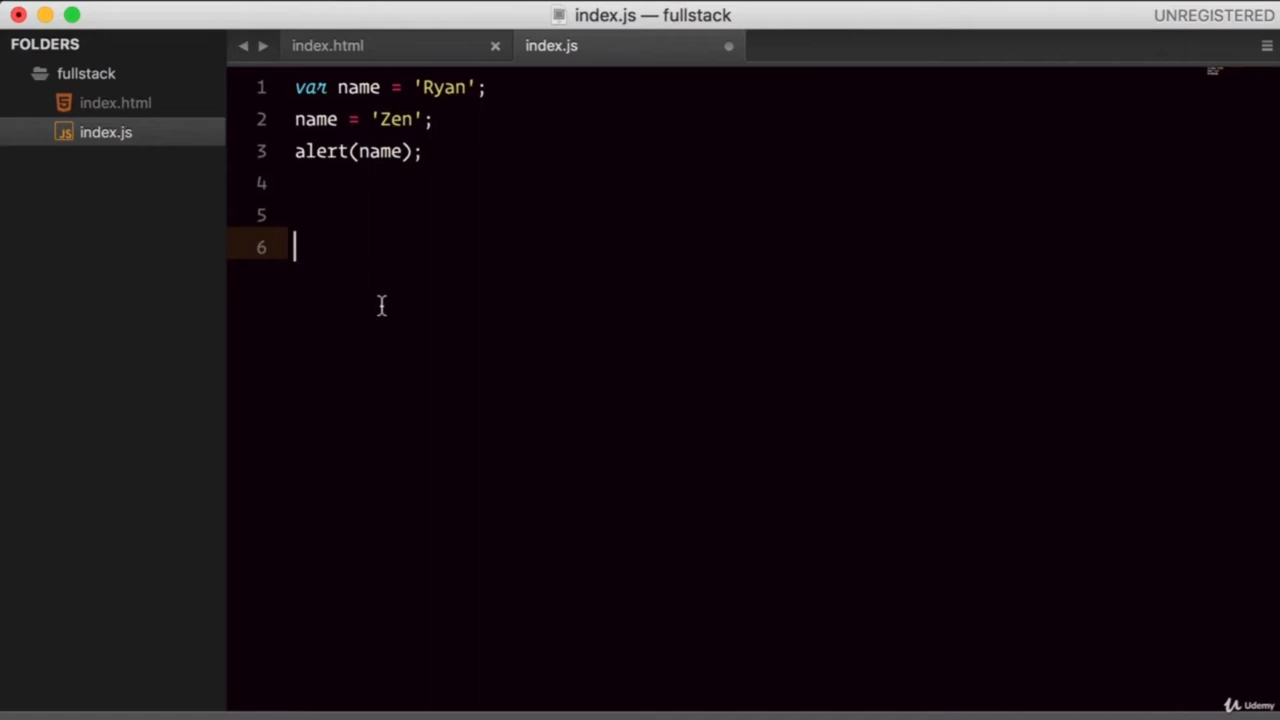 index.js — fullstack
UNREGISTERED
FOLDERS
fullstack
index.html
index.js
index.html
index.js
1 var name = 'Ryan';
2 name = 'Zen';
3 alert(name);
4
5
6
Udemy